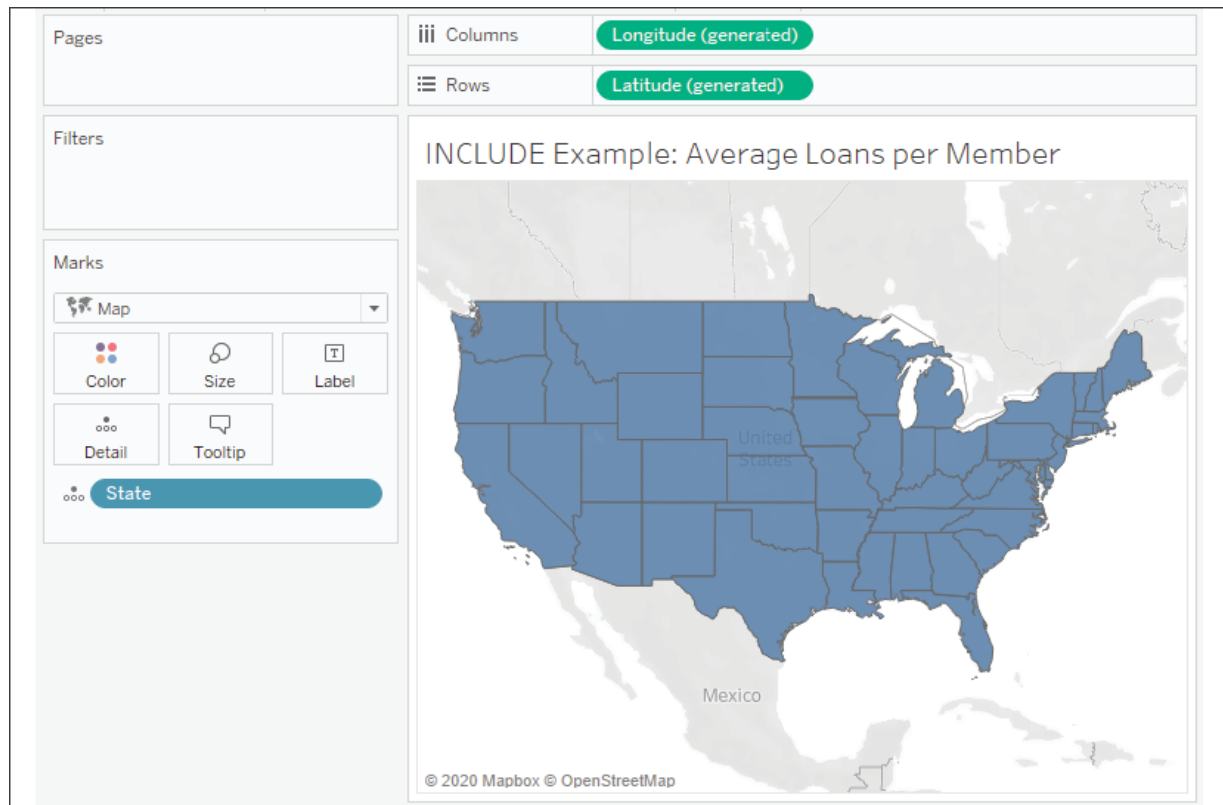 Pages
Columns
Longitude (generated)
Rows
Latitude (generated)
Filters
INCLUDE Example: Average Loans per Member
Marks
Map
Color
Size
T
Label
Detail
Tooltip
State
United
States
Mexico
© 2020 Mapbox © OpenStreetMap